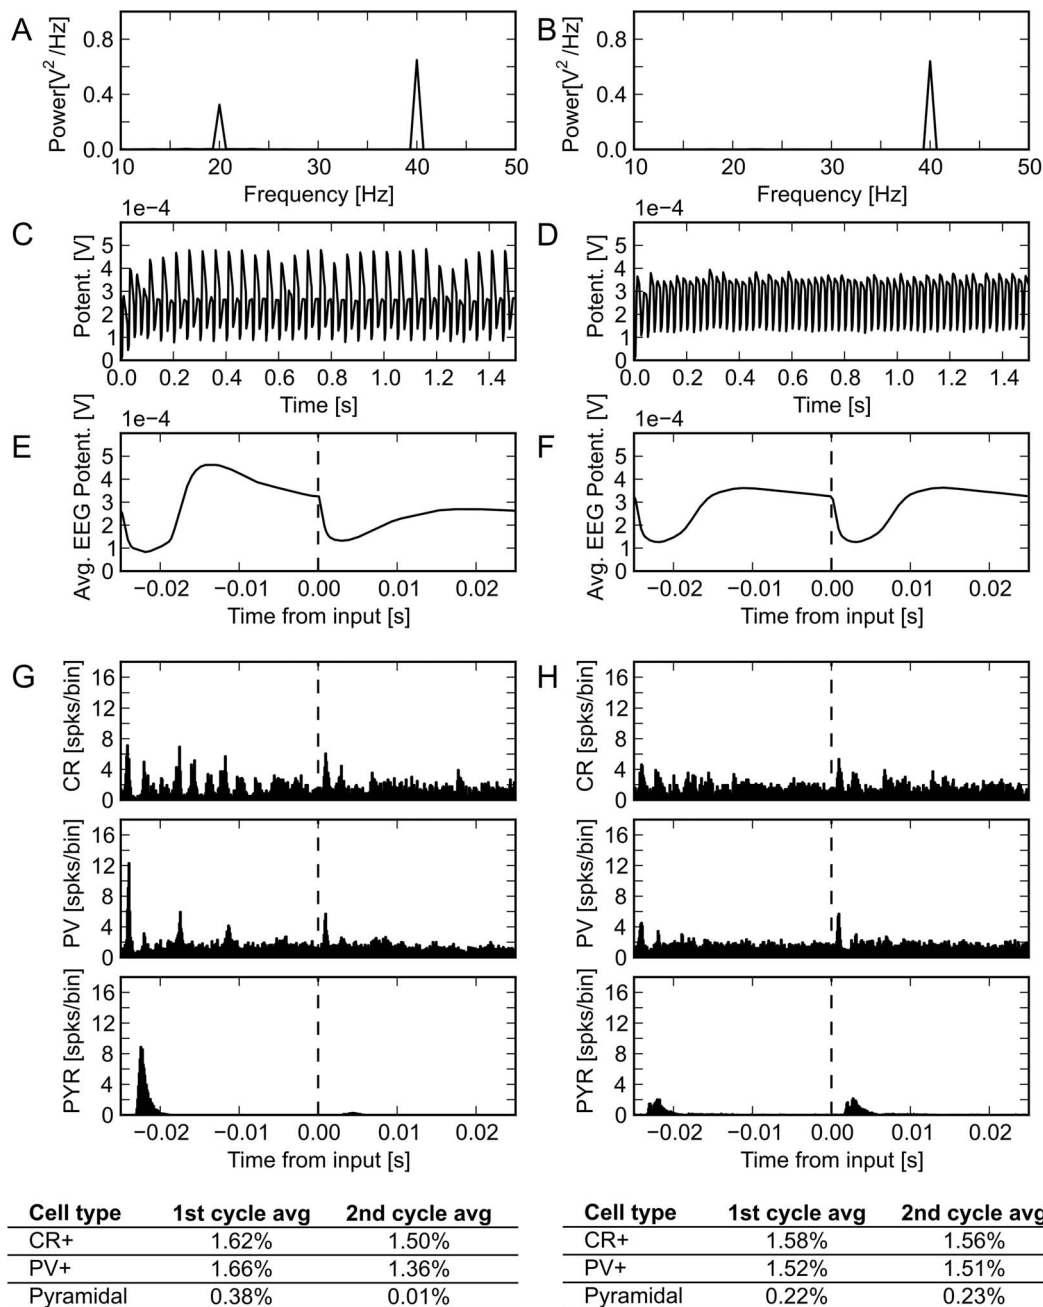 A
Power[V²/Hz]
0.8
0.4
0.0
10 20 30 40 50
Frequency [Hz]
B
Power[V²/Hz]
0.8
0.4
0.0
10 20 30 40 50
Frequency [Hz]
C
1e−4
Potent. [V]
5
4
3
2
1
0
0.0 0.2 0.4 0.6 0.8 1.0 1.2 1.4
Time [s]
D
1e−4
Potent. [V]
5
4
3
2
1
0
0.0 0.2 0.4 0.6 0.8 1.0 1.2 1.4
Time [s]
E
1e−4
Avg. EEG Potent. [V]
5
4
3
2
1
0
−0.02 −0.01 0.00 0.01 0.02
Time from input [s]
F
1e−4
Avg. EEG Potent. [V]
5
4
3
2
1
0
−0.02 −0.01 0.00 0.01 0.02
Time from input [s]
G
CR [spks/bin]
16
12
8
4
0
PV [spks/bin]
16
12
8
4
0
PYR [spks/bin]
16
12
8
4
0
−0.02 −0.01 0.00 0.01 0.02
Time from input [s]
H
CR [spks/bin]
16
12
8
4
0
PV [spks/bin]
16
12
8
4
0
PYR [spks/bin]
16
12
8
4
0
−0.02 −0.01 0.00 0.01 0.02
Time from input [s]
Cell type 1st cycle avg 2nd cycle avg
CR+ 1.62% 1.50%
PV+ 1.66% 1.36%
Pyramidal 0.38% 0.01%
Cell type 1st cycle avg 2nd cycle avg
CR+ 1.58% 1.56%
PV+ 1.52% 1.51%
Pyramidal 0.22% 0.23%